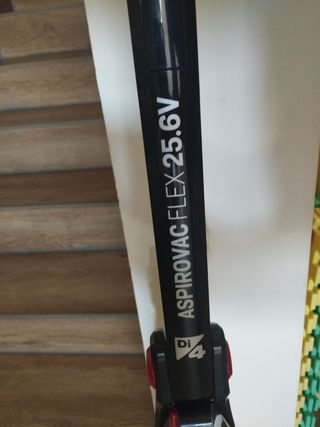 ASPIROVAC FLEX 25.6V
Di4